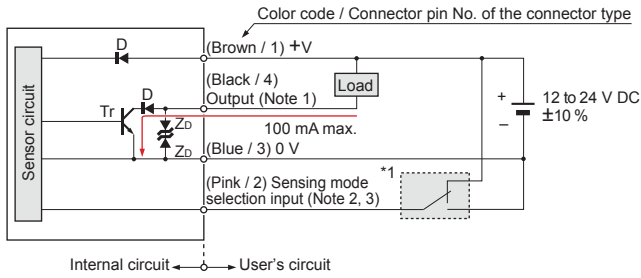 Color code / Connector pin No. of the connector type
D
(Brown / 1) +V
(Black / 4)
Output (Note 1)
Load
D
Tr
ZD
100 mA max.
+
−
12 to 24 V DC
±10 %
ZD
(Blue / 3) 0 V
Sensor circuit
*1
(Pink / 2) Sensing mode
selection input (Note 2, 3)
Internal circuit
User's circuit